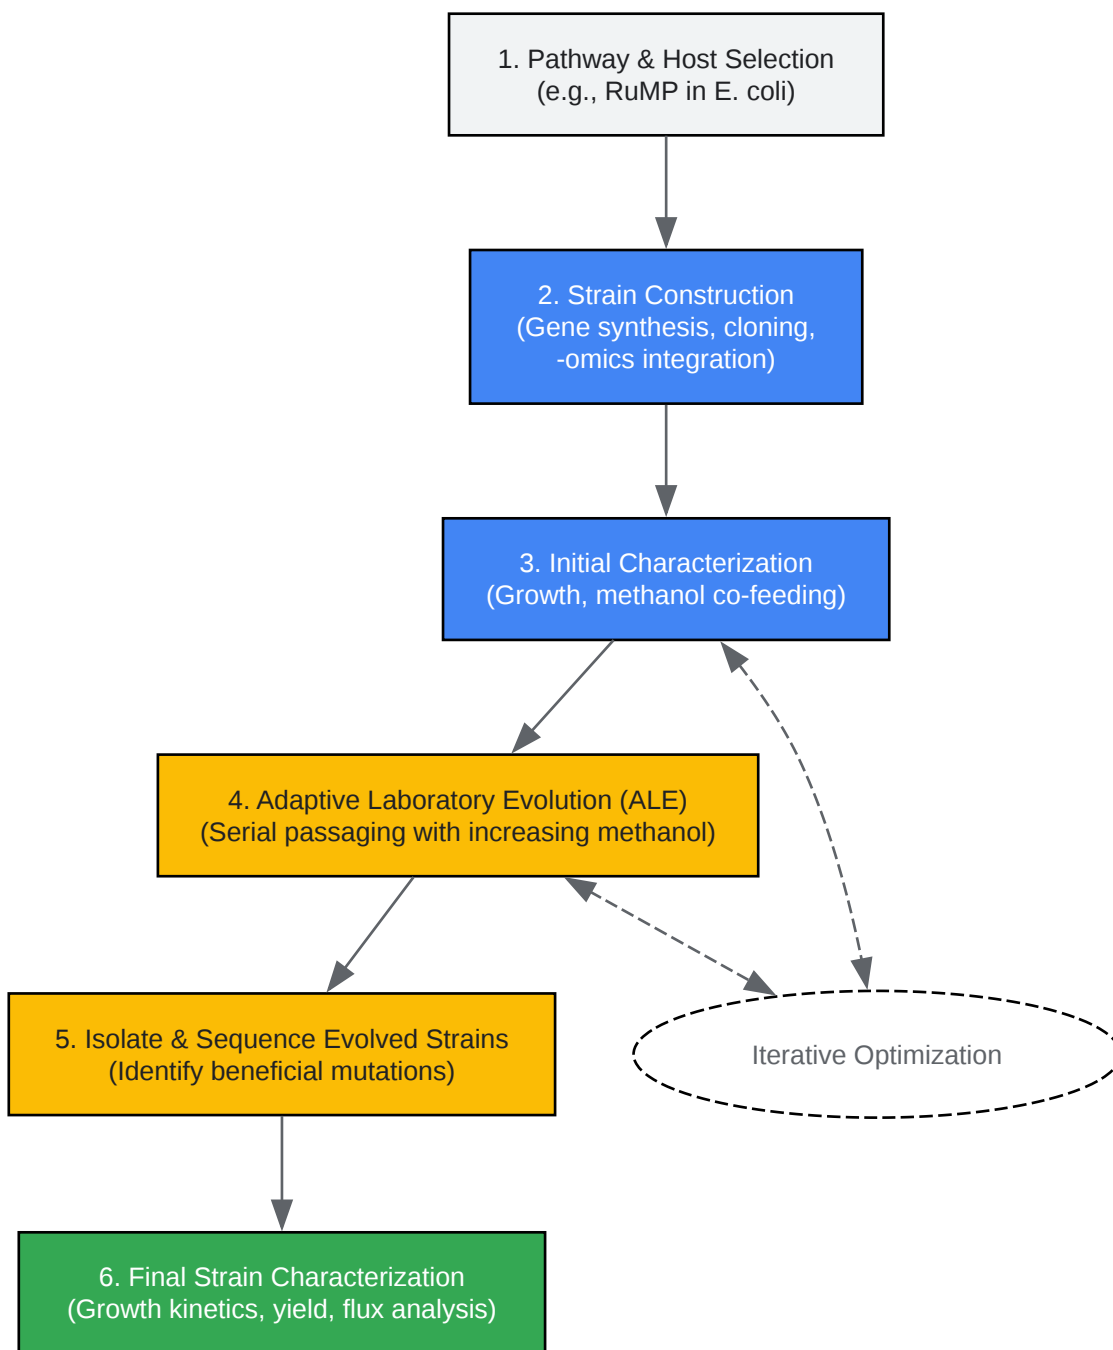 1. Pathway & Host Selection
(e.g., RuMP in E. coli)
2. Strain Construction
(Gene synthesis, cloning,
-omics integration)
3. Initial Characterization
(Growth, methanol co-feeding)
4. Adaptive Laboratory Evolution (ALE)
(Serial passaging with increasing methanol)
5. Isolate & Sequence Evolved Strains
(Identify beneficial mutations)
Iterative Optimization
6. Final Strain Characterization
(Growth kinetics, yield, flux analysis)